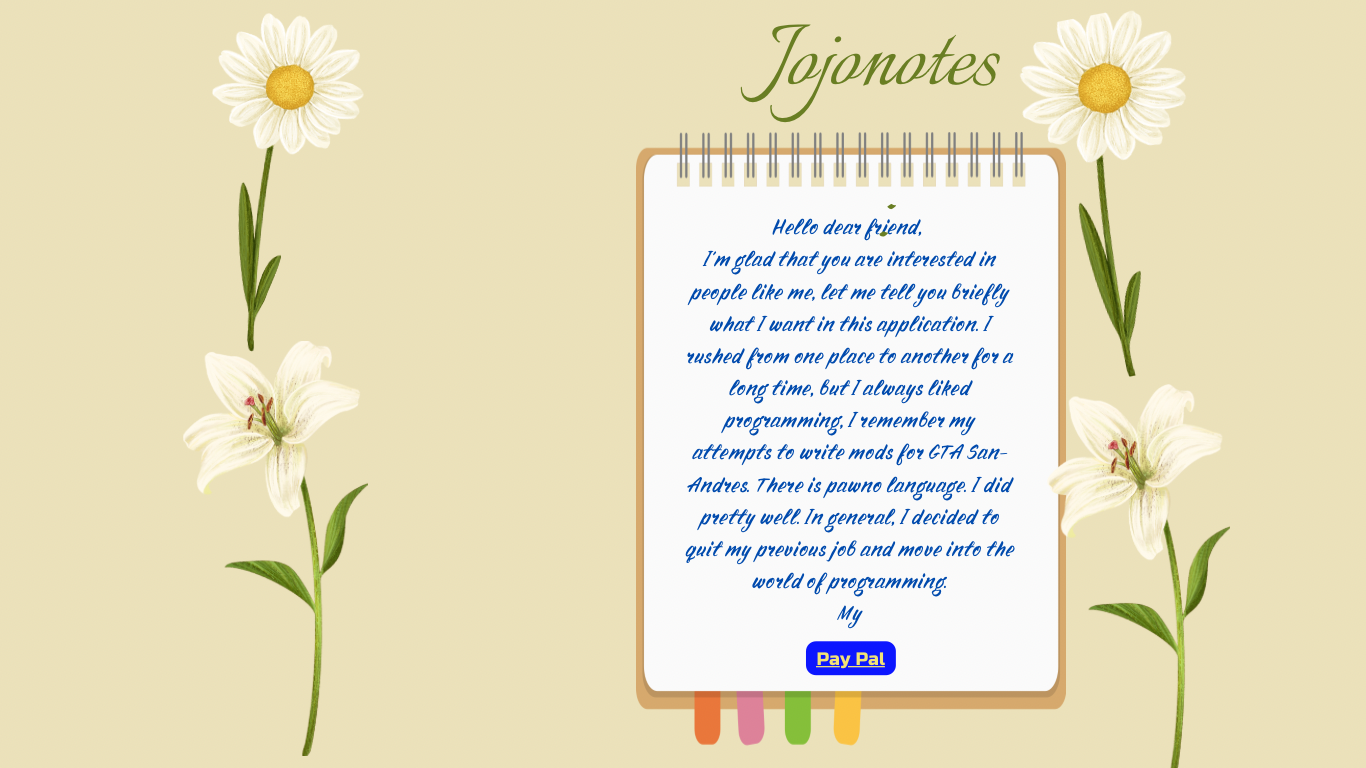 Jojonotes
Hello dear friend,
I'm glad that you are interested in
people like me, let me tell you briefly
what I want in this application. I
rushed from one place to another for a
long time, but I always liked
programming, I remember my
attempts to write mods for GTA San-
Andres. There is pawno language. I did
pretty well. In general, I decided to
quit my previous job and move into the
world of programming.
My
Pay Pal